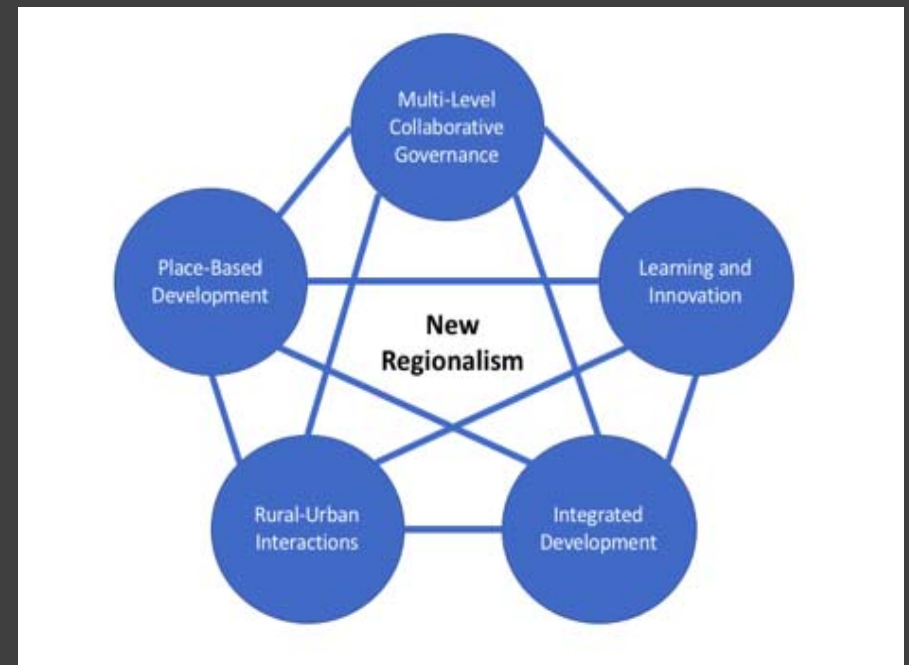 Multi-Level
Collaborative
Governance
Place-Based
Development
Learning and
Innovation
New
Regionalism
Rural-Urban
Interactions
Integrated
Development